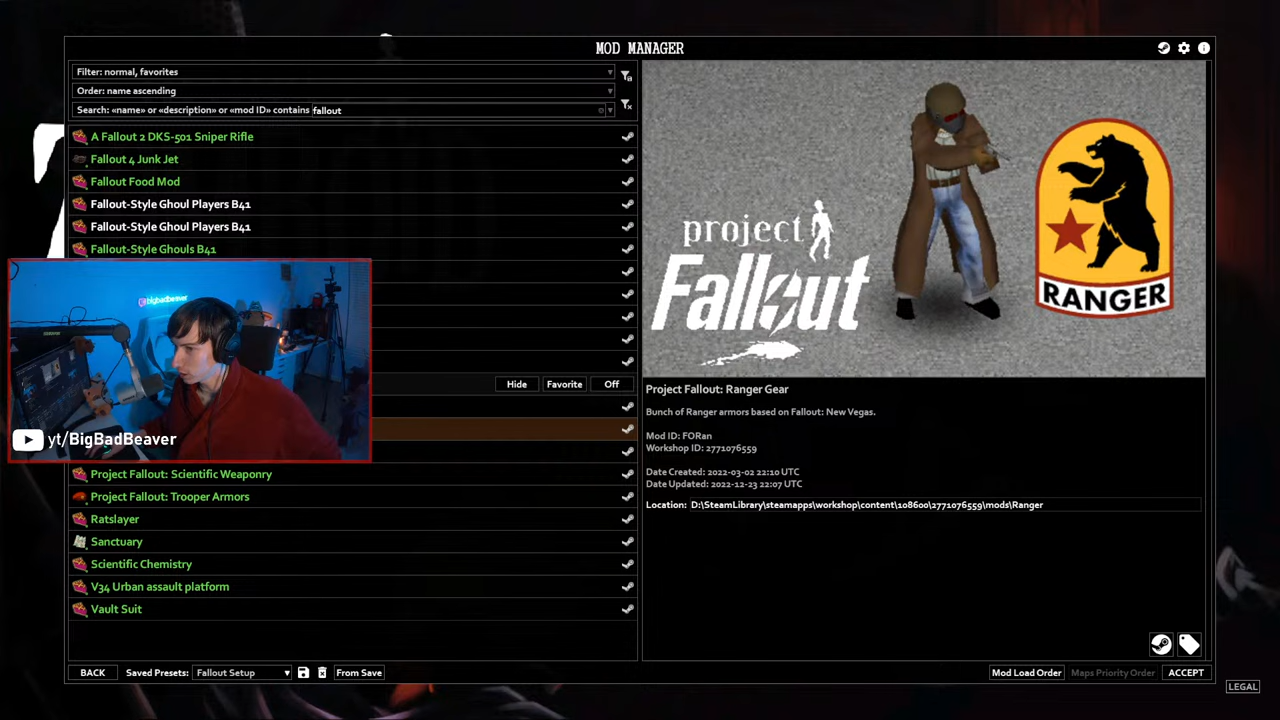 MOD MANAGER
Filter: normal, favorites
Order: name ascending
Search: «name» or «description» or «mod ID» contains fallout
A Fallout 2 DKS-501 Sniper Rifle
Fallout 4 Junk Jet
Fallout Food Mod
Fallout-Style Ghoul Players B41
Fallout-Style Ghoul Players B41
Fallout-Style Ghouls B41
Hide Favorite Off
bigbadbeaver
yt/BigBadBeaver
Project Fallout: Scientific Weaponry
Project Fallout: Trooper Armors
Ratslayer
Sanctuary
Scientific Chemistry
V34 Urban assault platform
Vault Suit
project
Fallout
RANGER
Project Fallout: Ranger Gear
Bunch of Ranger armors based on Fallout: New Vegas.
Mod ID: FORan
Workshop ID: 2771076559
Date Created: 2022-03-02 22:10 UTC
Date Updated: 2022-12-23 22:07 UTC
Location: D:\SteamLibrary\steamapps\workshop\content\108600\2771076559\mods\Ranger
BACK Saved Presets: Fallout Setup From Save
Mod Load Order Maps Priority Order ACCEPT
LEGAL